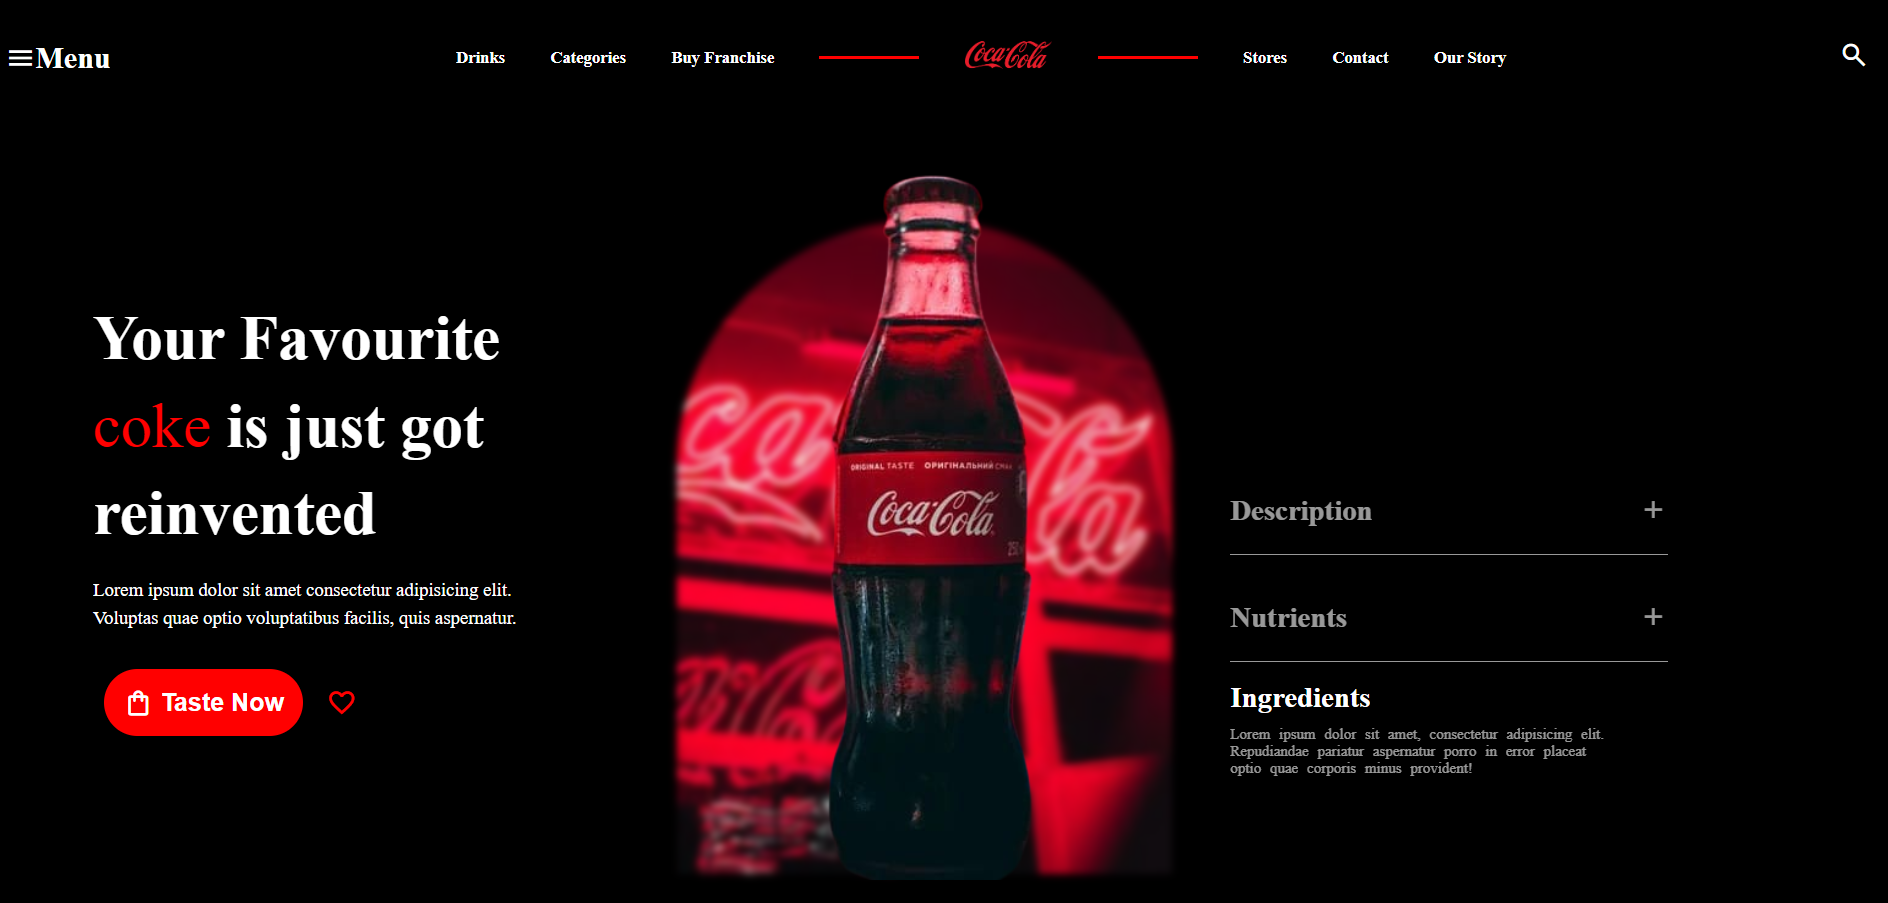 Menu
Drinks
Categories
Buy Franchise
Coca-Cola
Stores
Contact
Our Story
Your Favourite
coke is just got
reinvented
Lorem ipsum dolor sit amet consectetur adipisicing elit.
Voluptas quae optio voluptatibus facilis, quis aspernatur.
Taste Now
ORIGINAL TASTE ОРИГІНАЛЬНИЙ
Coca-Cola
Description
Nutrients
Ingredients
Lorem ipsum dolor sit amet, consectetur adipisicing elit.
Repudiandae pariatur aspernatur porro in error placeat
optio quae corporis minus provident!